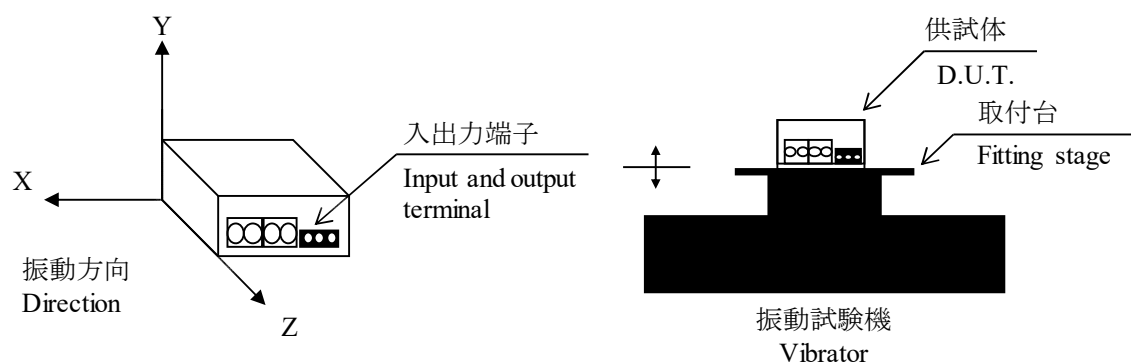 Y
X
Z
振動方向
Direction
入出力端子
Input and output
terminal
供試体
D.U.T.
取付台
Fitting stage
振動試験機
Vibrator